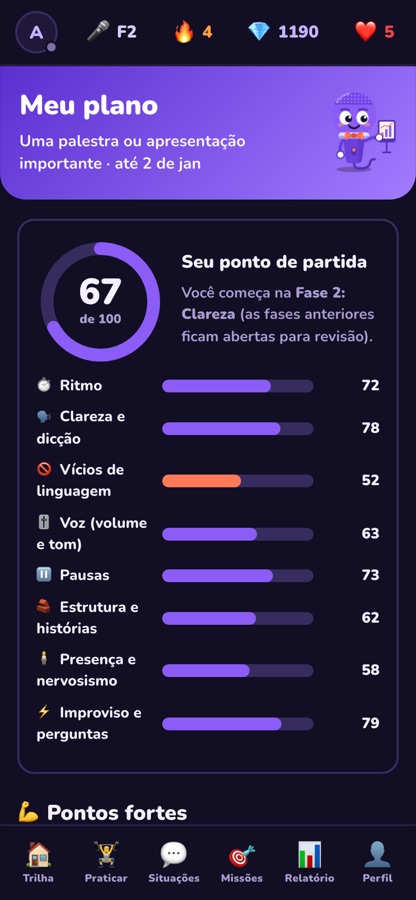 A F2 4 1190 5
Meu plano
Uma palestra ou apresentação
importante · até 2 de jan
67
de 100
Seu ponto de partida
Você começa na Fase 2:
Clareza (as fases anteriores
ficam abertas para revisão).
Ritmo 72
Clareza e
dicção 78
Vícios de
linguagem 52
Voz (volume
e tom) 63
Pausas 73
Estrutura e
histórias 62
Presença e
nervosismo 58
Improviso e
perguntas 79
Pontos fortes
Trilha Praticar Situações Missões Relatório Perfil